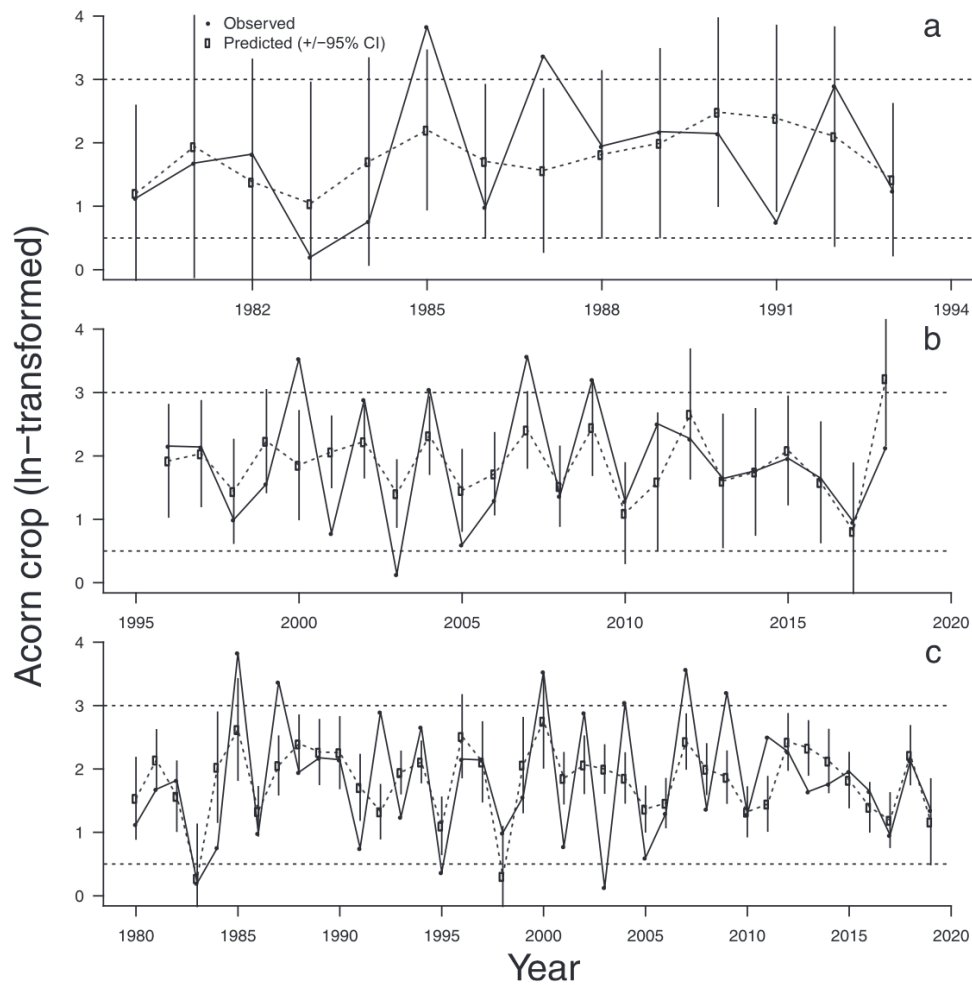 4
3
2
1
0
Observed
Predicted (+/−95% CI)
a
1982 1985 1988 1991 1994
4
3
2
1
0
b
1995 2000 2005 2010 2015 2020
4
3
2
1
0
c
1980 1985 1990 1995 2000 2005 2010 2015 2020
Acorn crop (ln−transformed)
Year